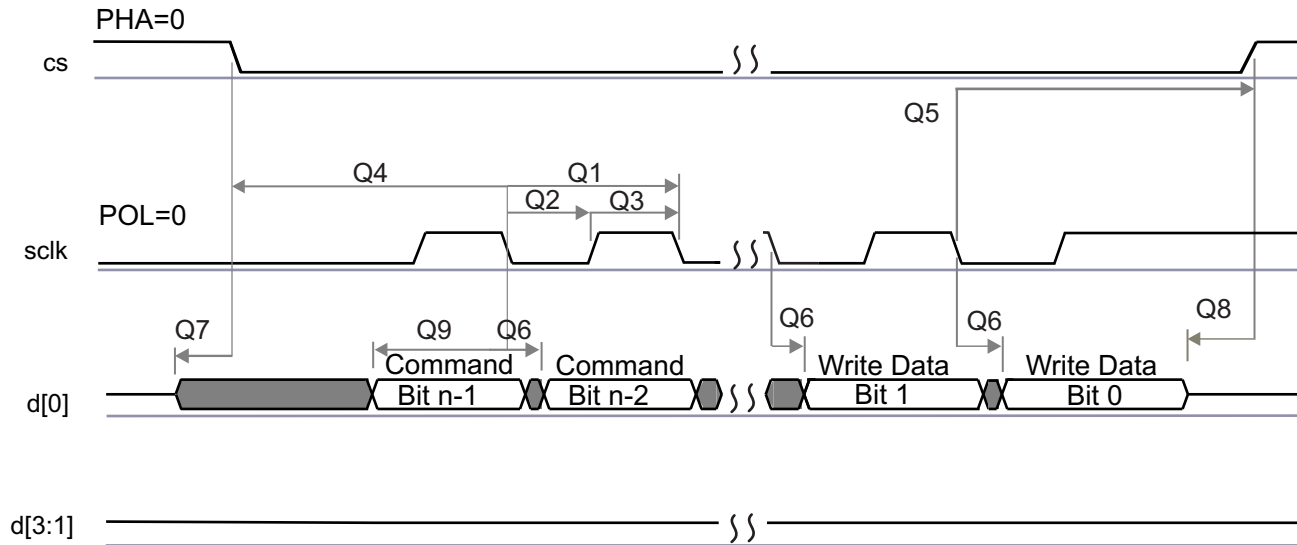 PHA=0
cs
Q5
Q4 Q1
Q2 Q3
POL=0
sclk
Q7 Q9 Q6 Q6 Q6 Q8
Command Command Write Data Write Data
d[0] Bit n-1 Bit n-2 Bit 1 Bit 0
d[3:1]